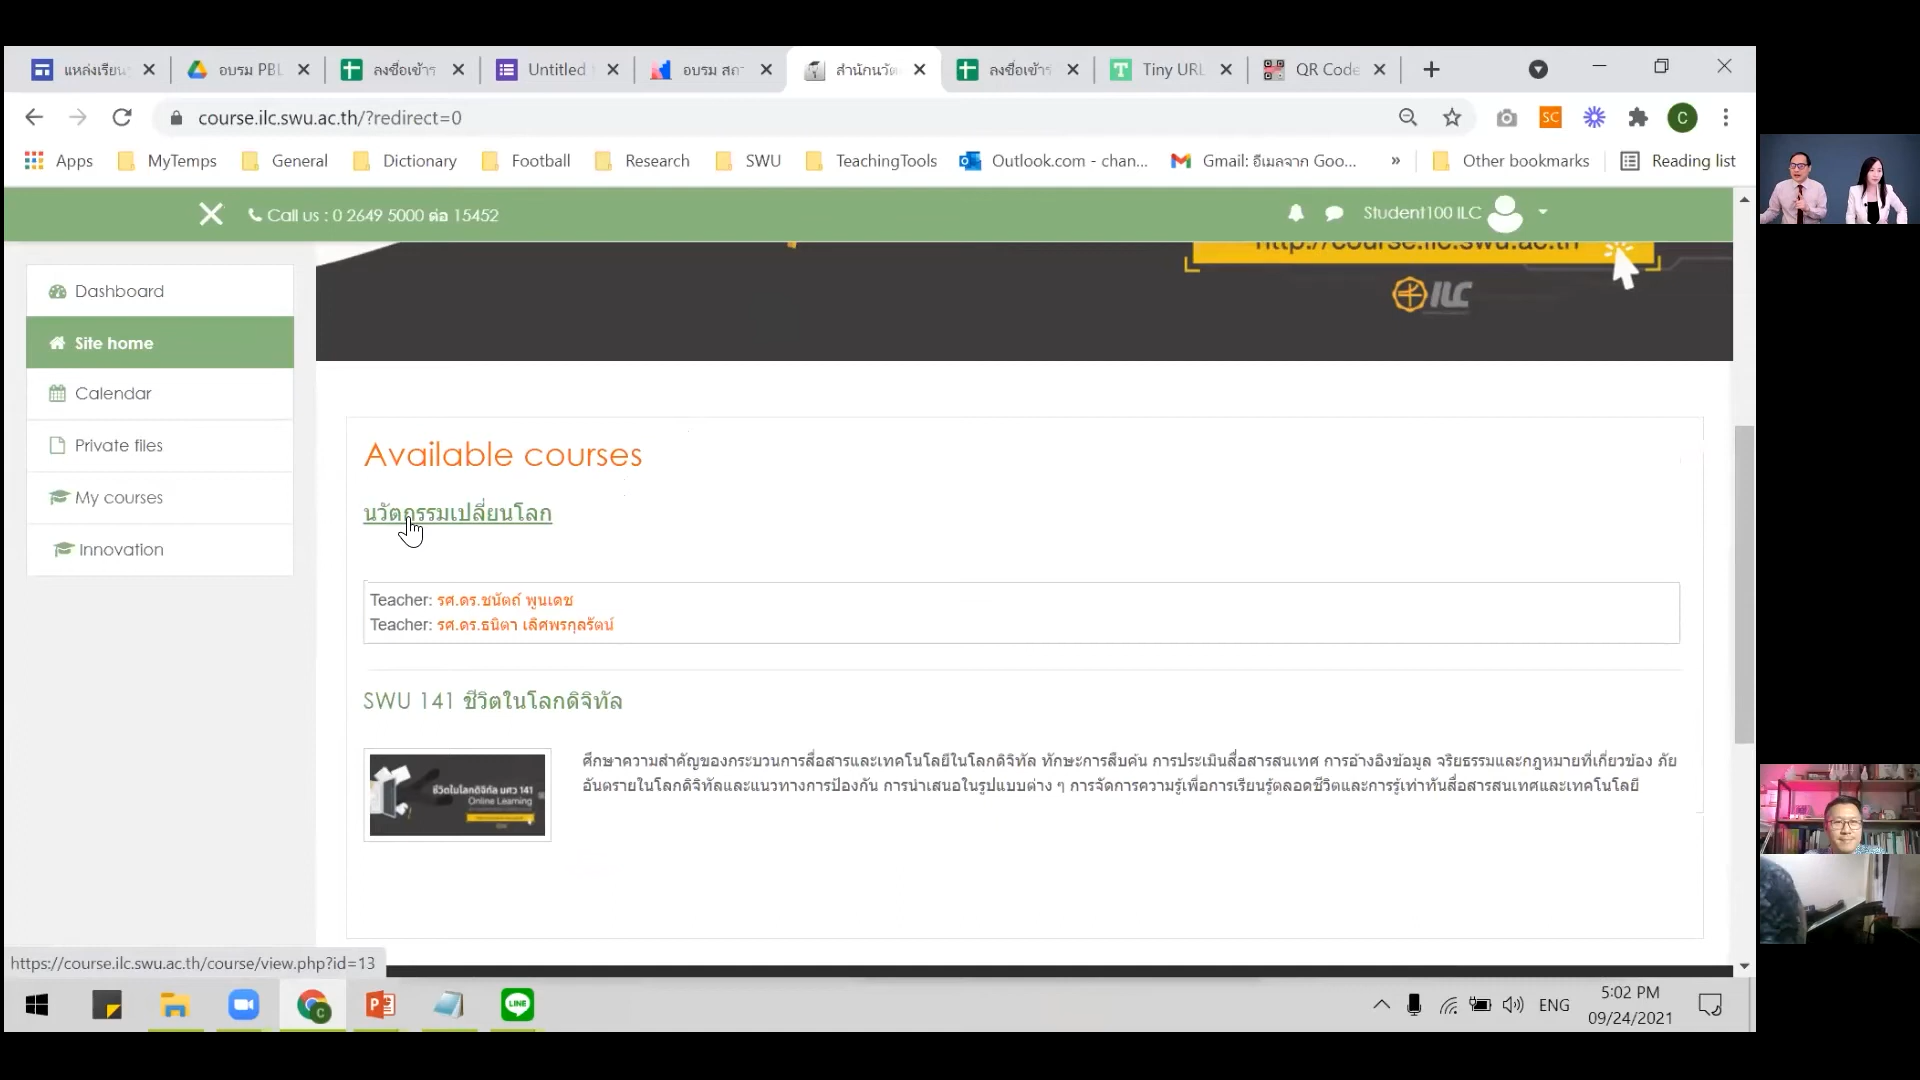 แหล่งเรียน
อบรม PBL
ลงชื่อเข้าร
Untitled
อบรม สถ
สำนักนวัต
ลงชื่อเข้าร
Tiny URL
QR Code
course.ilc.swu.ac.th/?redirect=0
SC
C
Apps
MyTemps
General
Dictionary
Football
Research
SWU
TeachingTools
Outlook.com - chan...
Gmail: อีเมลจาก Goo...
»
Other bookmarks
Reading list
Call us : 0 2649 5000 ต่อ 15452
Student100 ILC
http://course.ilc.swu.ac.th
ILC
Dashboard
Site home
Calendar
Private files
My courses
Innovation
Available courses
นวัตกรรมเปลี่ยนโลก
Teacher: รศ.ดร.ชนัตถ์ พูนเดช
Teacher: รศ.ดร.ธนิตา เลิศพรกุลรัตน์
SWU 141 ชีวิตในโลกดิจิทัล
ชีวิตในโลกดิจิทัล มศว 141
Online Learning
ศึกษาความสำคัญของกระบวนการสื่อสารและเทคโนโลยีในโลกดิจิทัล ทักษะการสืบค้น การประเมินสื่อสารสนเทศ การอ้างอิงข้อมูล จริยธรรมและกฎหมายที่เกี่ยวข้อง ภัย
อันตรายในโลกดิจิทัลและแนวทางการป้องกัน การนำเสนอในรูปแบบต่าง ๆ การจัดการความรู้เพื่อการเรียนรู้ตลอดชีวิตและการรู้เท่าทันสื่อสารสนเทศและเทคโนโลยี
https://course.ilc.swu.ac.th/course/view.php?id=13
LINE
ENG
5:02 PM
09/24/2021